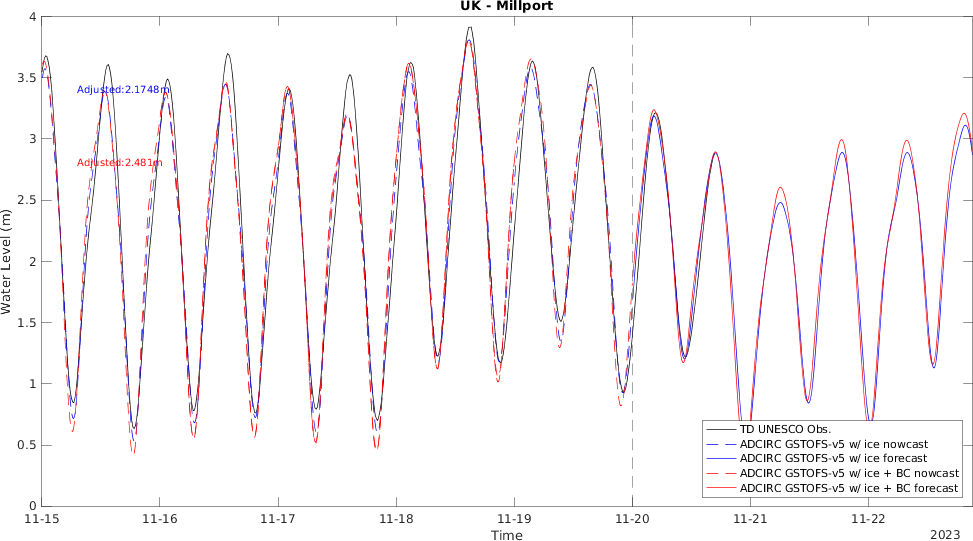 UK - Millport
4
3.5
3
2.5
2
1.5
1
0.5
0
Water Level (m)
Adjusted:2.1748m
Adjusted:2.481m
TD UNESCO Obs.
ADCIRC GSTOFS-v5 w/ ice nowcast
ADCIRC GSTOFS-v5 w/ ice forecast
ADCIRC GSTOFS-v5 w/ ice + BC nowcast
ADCIRC GSTOFS-v5 w/ ice + BC forecast
11-15 11-16 11-17 11-18 11-19 11-20 11-21 11-22
Time
2023